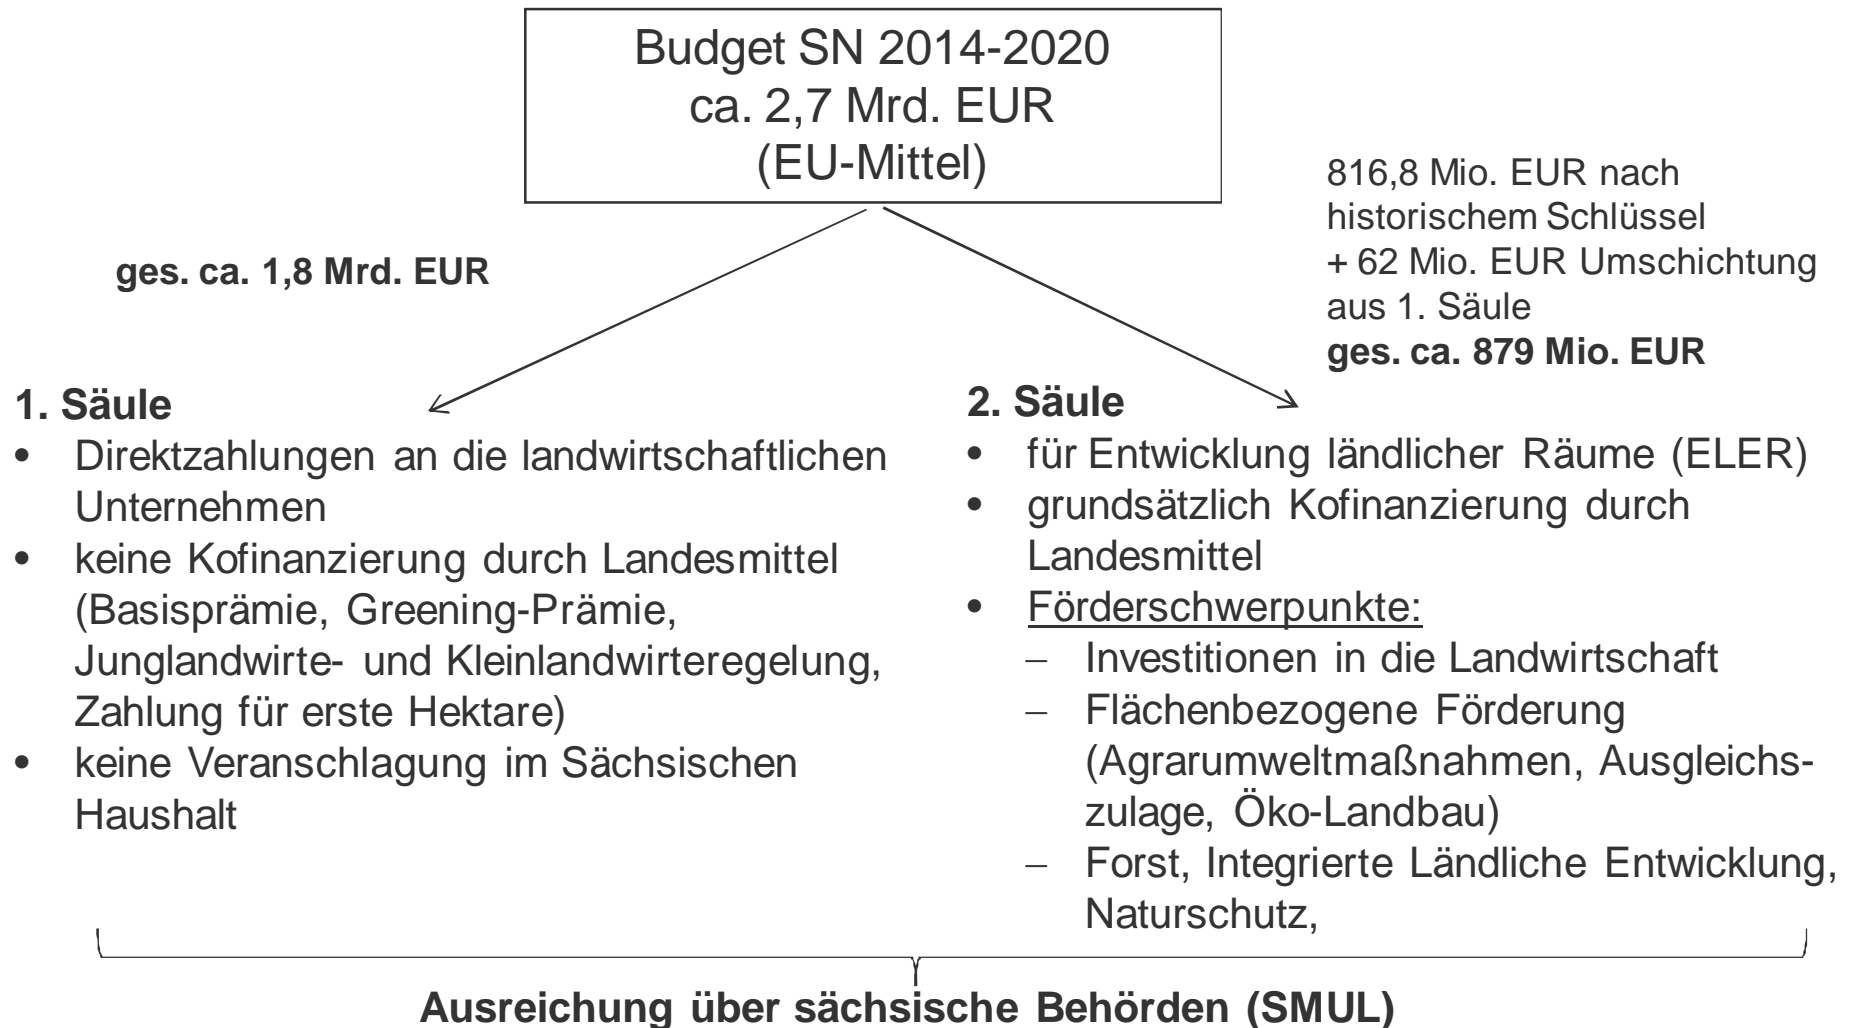 Budget SN 2014-2020
ca. 2,7 Mrd. EUR
(EU-Mittel)
ges. ca. 1,8 Mrd. EUR
816,8 Mio. EUR nach
historischem Schlüssel
+ 62 Mio. EUR Umschichtung
aus 1. Säule
ges. ca. 879 Mio. EUR
1. Säule
• Direktzahlungen an die landwirtschaftlichen
Unternehmen
• keine Kofinanzierung durch Landesmittel
(Basisprämie, Greening-Prämie,
Junglandwirte- und Kleinlandwirteregelung,
Zahlung für erste Hektare)
• keine Veranschlagung im Sächsischen
Haushalt
2. Säule
• für Entwicklung ländlicher Räume (ELER)
• grundsätzlich Kofinanzierung durch
Landesmittel
• Förderschwerpunkte:
– Investitionen in die Landwirtschaft
– Flächenbezogene Förderung
(Agrarumweltmaßnahmen, Ausgleichs-
zulage, Öko-Landbau)
– Forst, Integrierte Ländliche Entwicklung,
Naturschutz,
Ausreichung über sächsische Behörden (SMUL)